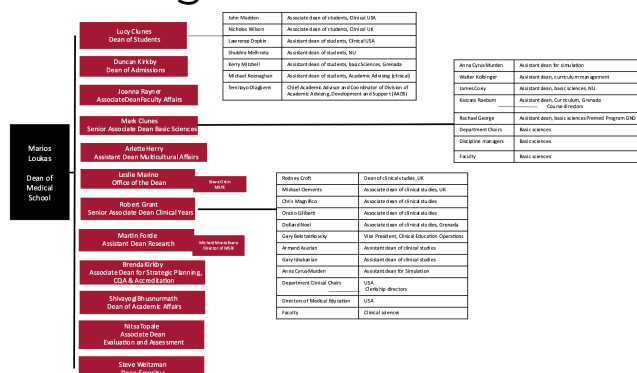 Marios
Loukas
Dean of
Medical
School
Lucy Clunes
Dean of Students
Duncan Kirkby
Dean of Admissions
Joanna Rayner
Associate Dean Faculty Affairs
Mark Clunes
Senior Associate Dean Basic Sciences
Arlette Herry
Assistant Dean Multicultural Affairs
Leslie Marino
Office of the Dean
Robert Grant
Senior Associate Dean Clinical Years
Martin Forde
Assistant Dean Research
Brenda Kirkby
Associate Dean for Strategic Planning,
CQA & Accreditation
Shivayogi Bhusnurmath
Dean of Academic Affairs
Nitsa Topale
Associate Dean
Evaluation and Assessment
Steve Weitzman
Dean Emeritus
MSPE
Director of MSRI
John Madden Associate dean of students, Clinical USA
Nicholas Wilson Associate dean of students, Clinical UK
Lawrence Dopkin Assistant dean of students, Clinical USA
Shubhra Melhrota Assistant dean of students, NU
Kerry Mitchell Assistant dean of students, basic Sciences, Grenada
Michael Keenaghan Assistant dean of students, Academic Advising (clinical)
Temitayo Olagbemi Chief Academic Advisor and Coordinator of Division of
Academic Advising, Development and Support (AADS)
Anna Cyrus-Murden Assistant dean for simulation
Walter Kolbinger Assistant dean, curriculum management
James Corey Assistant dean, basic sciences, NU
Kazzara Raeburn Assistant dean, Curriculum, Grenada
Course directors
Rachael George Assistant dean, basic sciences Premed Program GND
Department Chairs Basic sciences
Discipline managers Basic sciences
Faculty Basic sciences
Rodney Croft Dean of clinical studies, UK
Michael Clements Associate dean of clinical studies, UK
Chris Magnifico Associate dean of clinical studies
Orazio Giliberti Associate dean of clinical studies
Dolland Noel Associate dean of clinical studies, Grenada
Gary Belotzerkovsky Vice President, Clinical Education Operations
Armand Asarian Assistant dean of clinical studies
Gary Ishakanian Assistant dean of clinical studies
Anna Cyrus-Murden Assistant dean for Simulation
Department Clinical Chairs USA
Clerkship directors
Directors of Medical Education USA
Faculty Clinical sciences